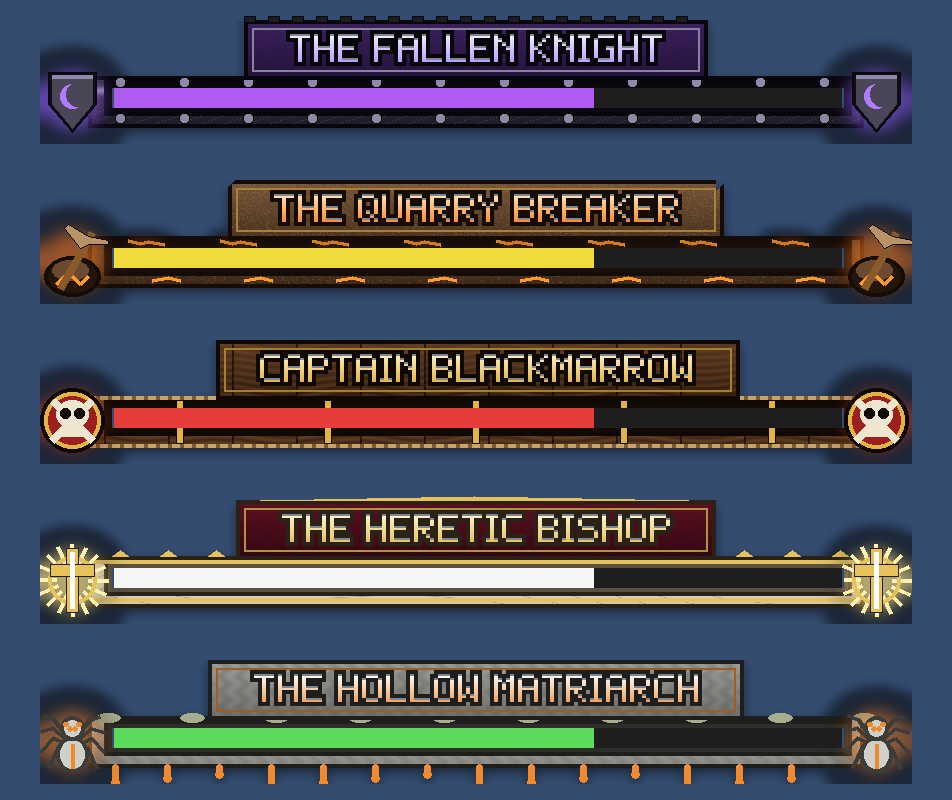 THE FALLEN KNIGHT
THE QUARRY BREAKER
CAPTAIN BLACKMARROW
THE HERETIC BISHOP
THE HOLLOW MATRIARCH